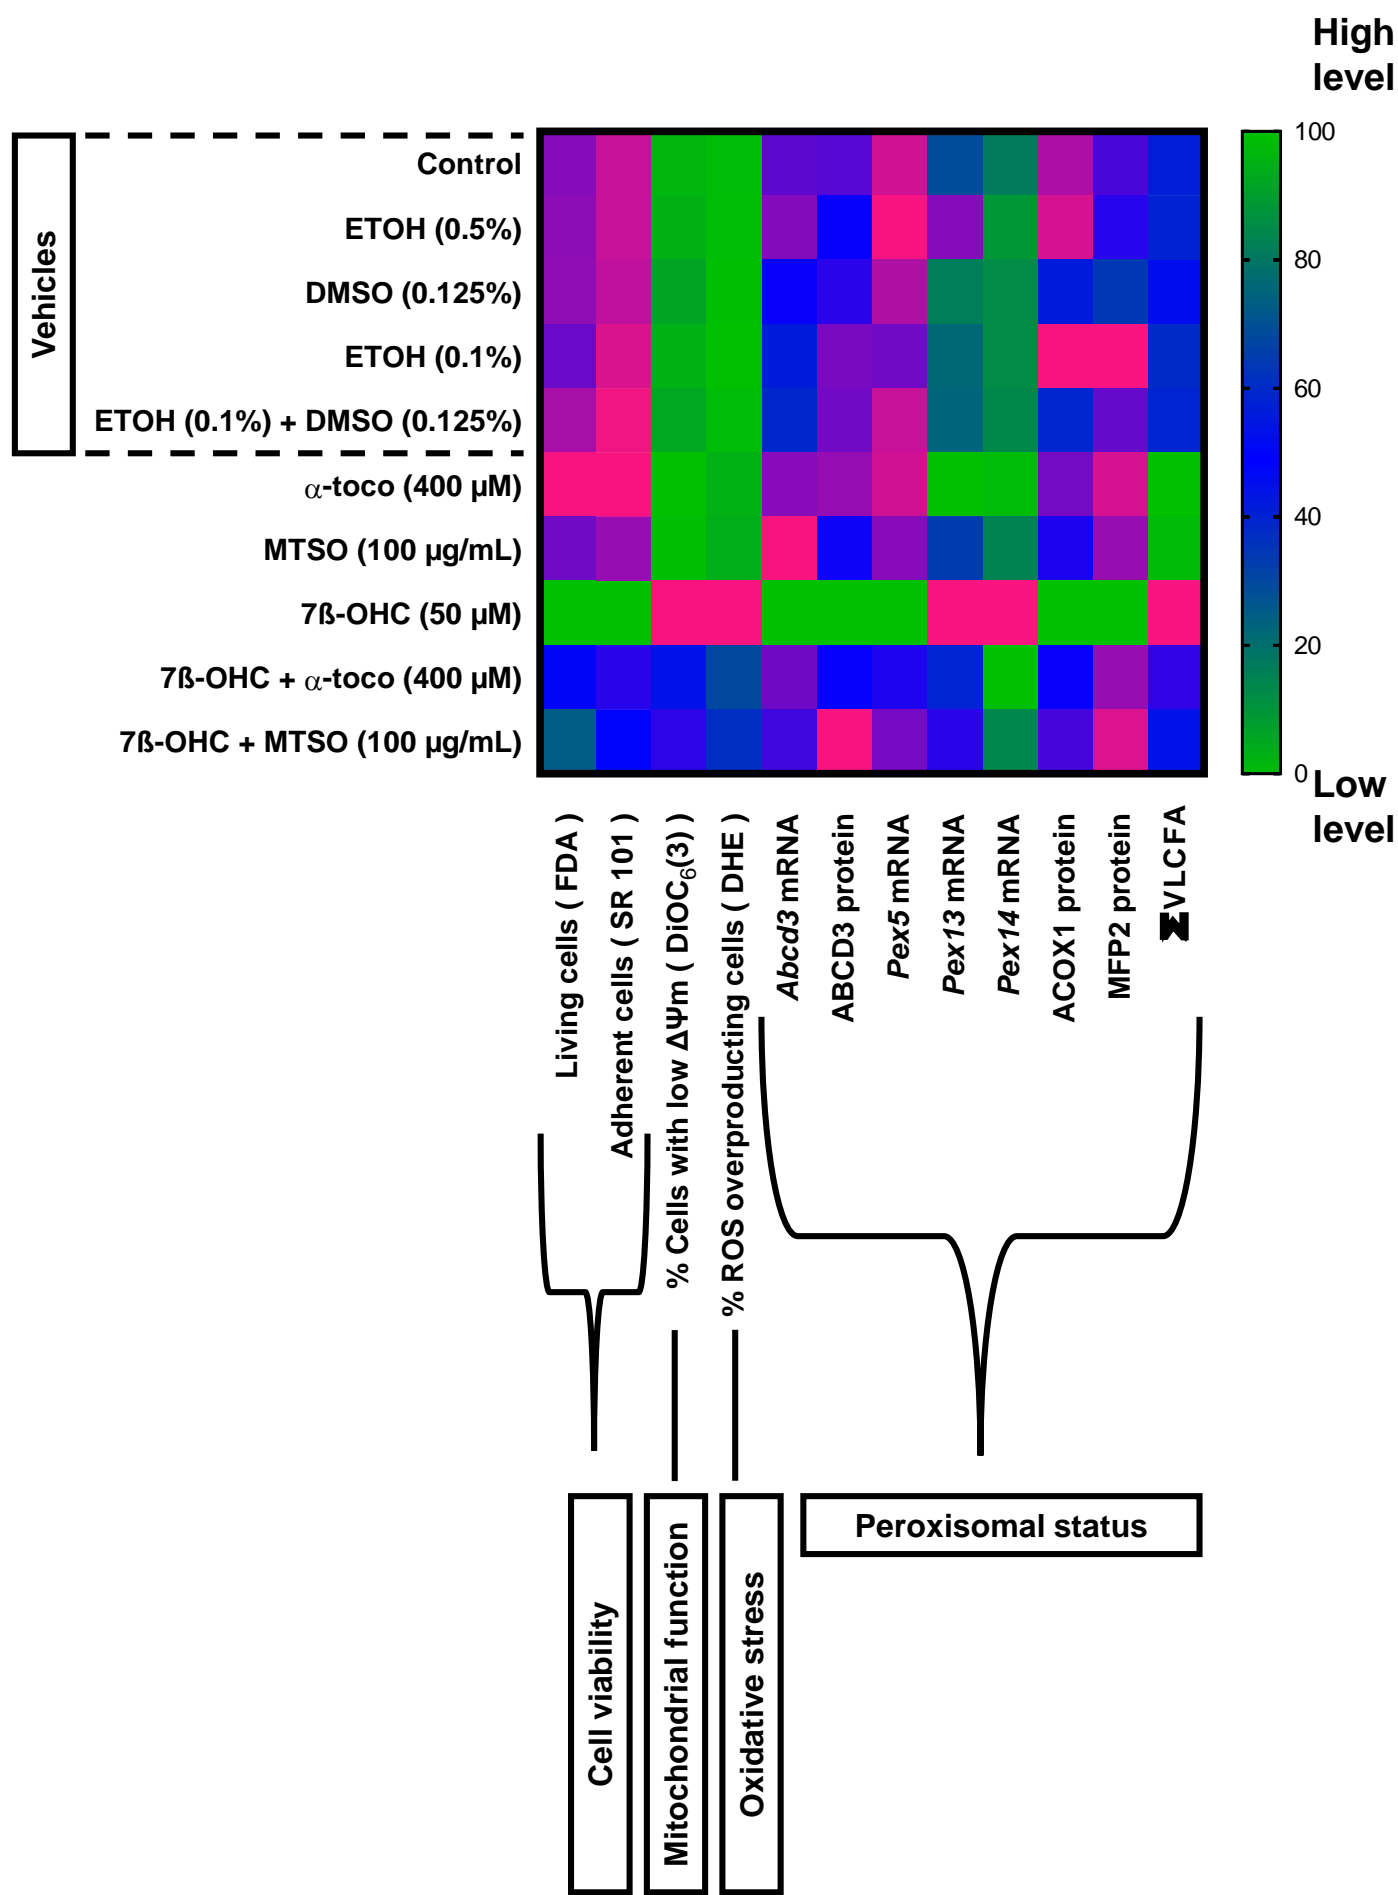 High
level
100
80
60
40
20
0
Low
level
Vehicles
Control
ETOH (0.5%)
DMSO (0.125%)
ETOH (0.1%)
ETOH (0.1%) + DMSO (0.125%)
α-toco (400 µM)
MTSO (100 µg/mL)
7ß-OHC (50 µM)
7ß-OHC + α-toco (400 µM)
7ß-OHC + MTSO (100 µg/mL)
Living cells ( FDA )
Adherent cells ( SR 101 )
% Cells with low ΔΨm ( DiOC₆(3) )
% ROS overproducting cells ( DHE )
Abcd3 mRNA
ABCD3 protein
Pex5 mRNA
Pex13 mRNA
Pex14 mRNA
ACOX1 protein
MFP2 protein
ΣVLCFA
Cell viability
Mitochondrial function
Oxidative stress
Peroxisomal status